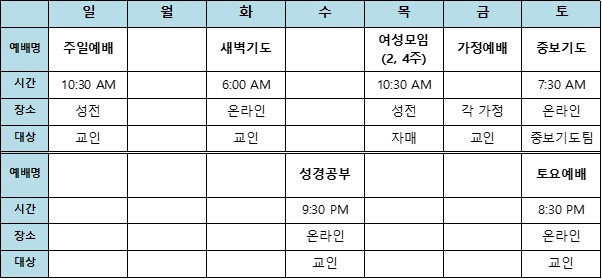 일 월 화 수 목 금 토
예배명 주일예배 새벽기도 여성모임 가정예배 중보기도
(2, 4주)
시간 10:30 AM 6:00 AM 10:30 AM 7:30 AM
장소 성전 온라인 성전 각 가정 온라인
대상 교인 교인 자매 교인 중보기도팀
예배명 성경공부 토요예배
시간 9:30 PM 8:30 PM
장소 온라인 온라인
대상 교인 교인